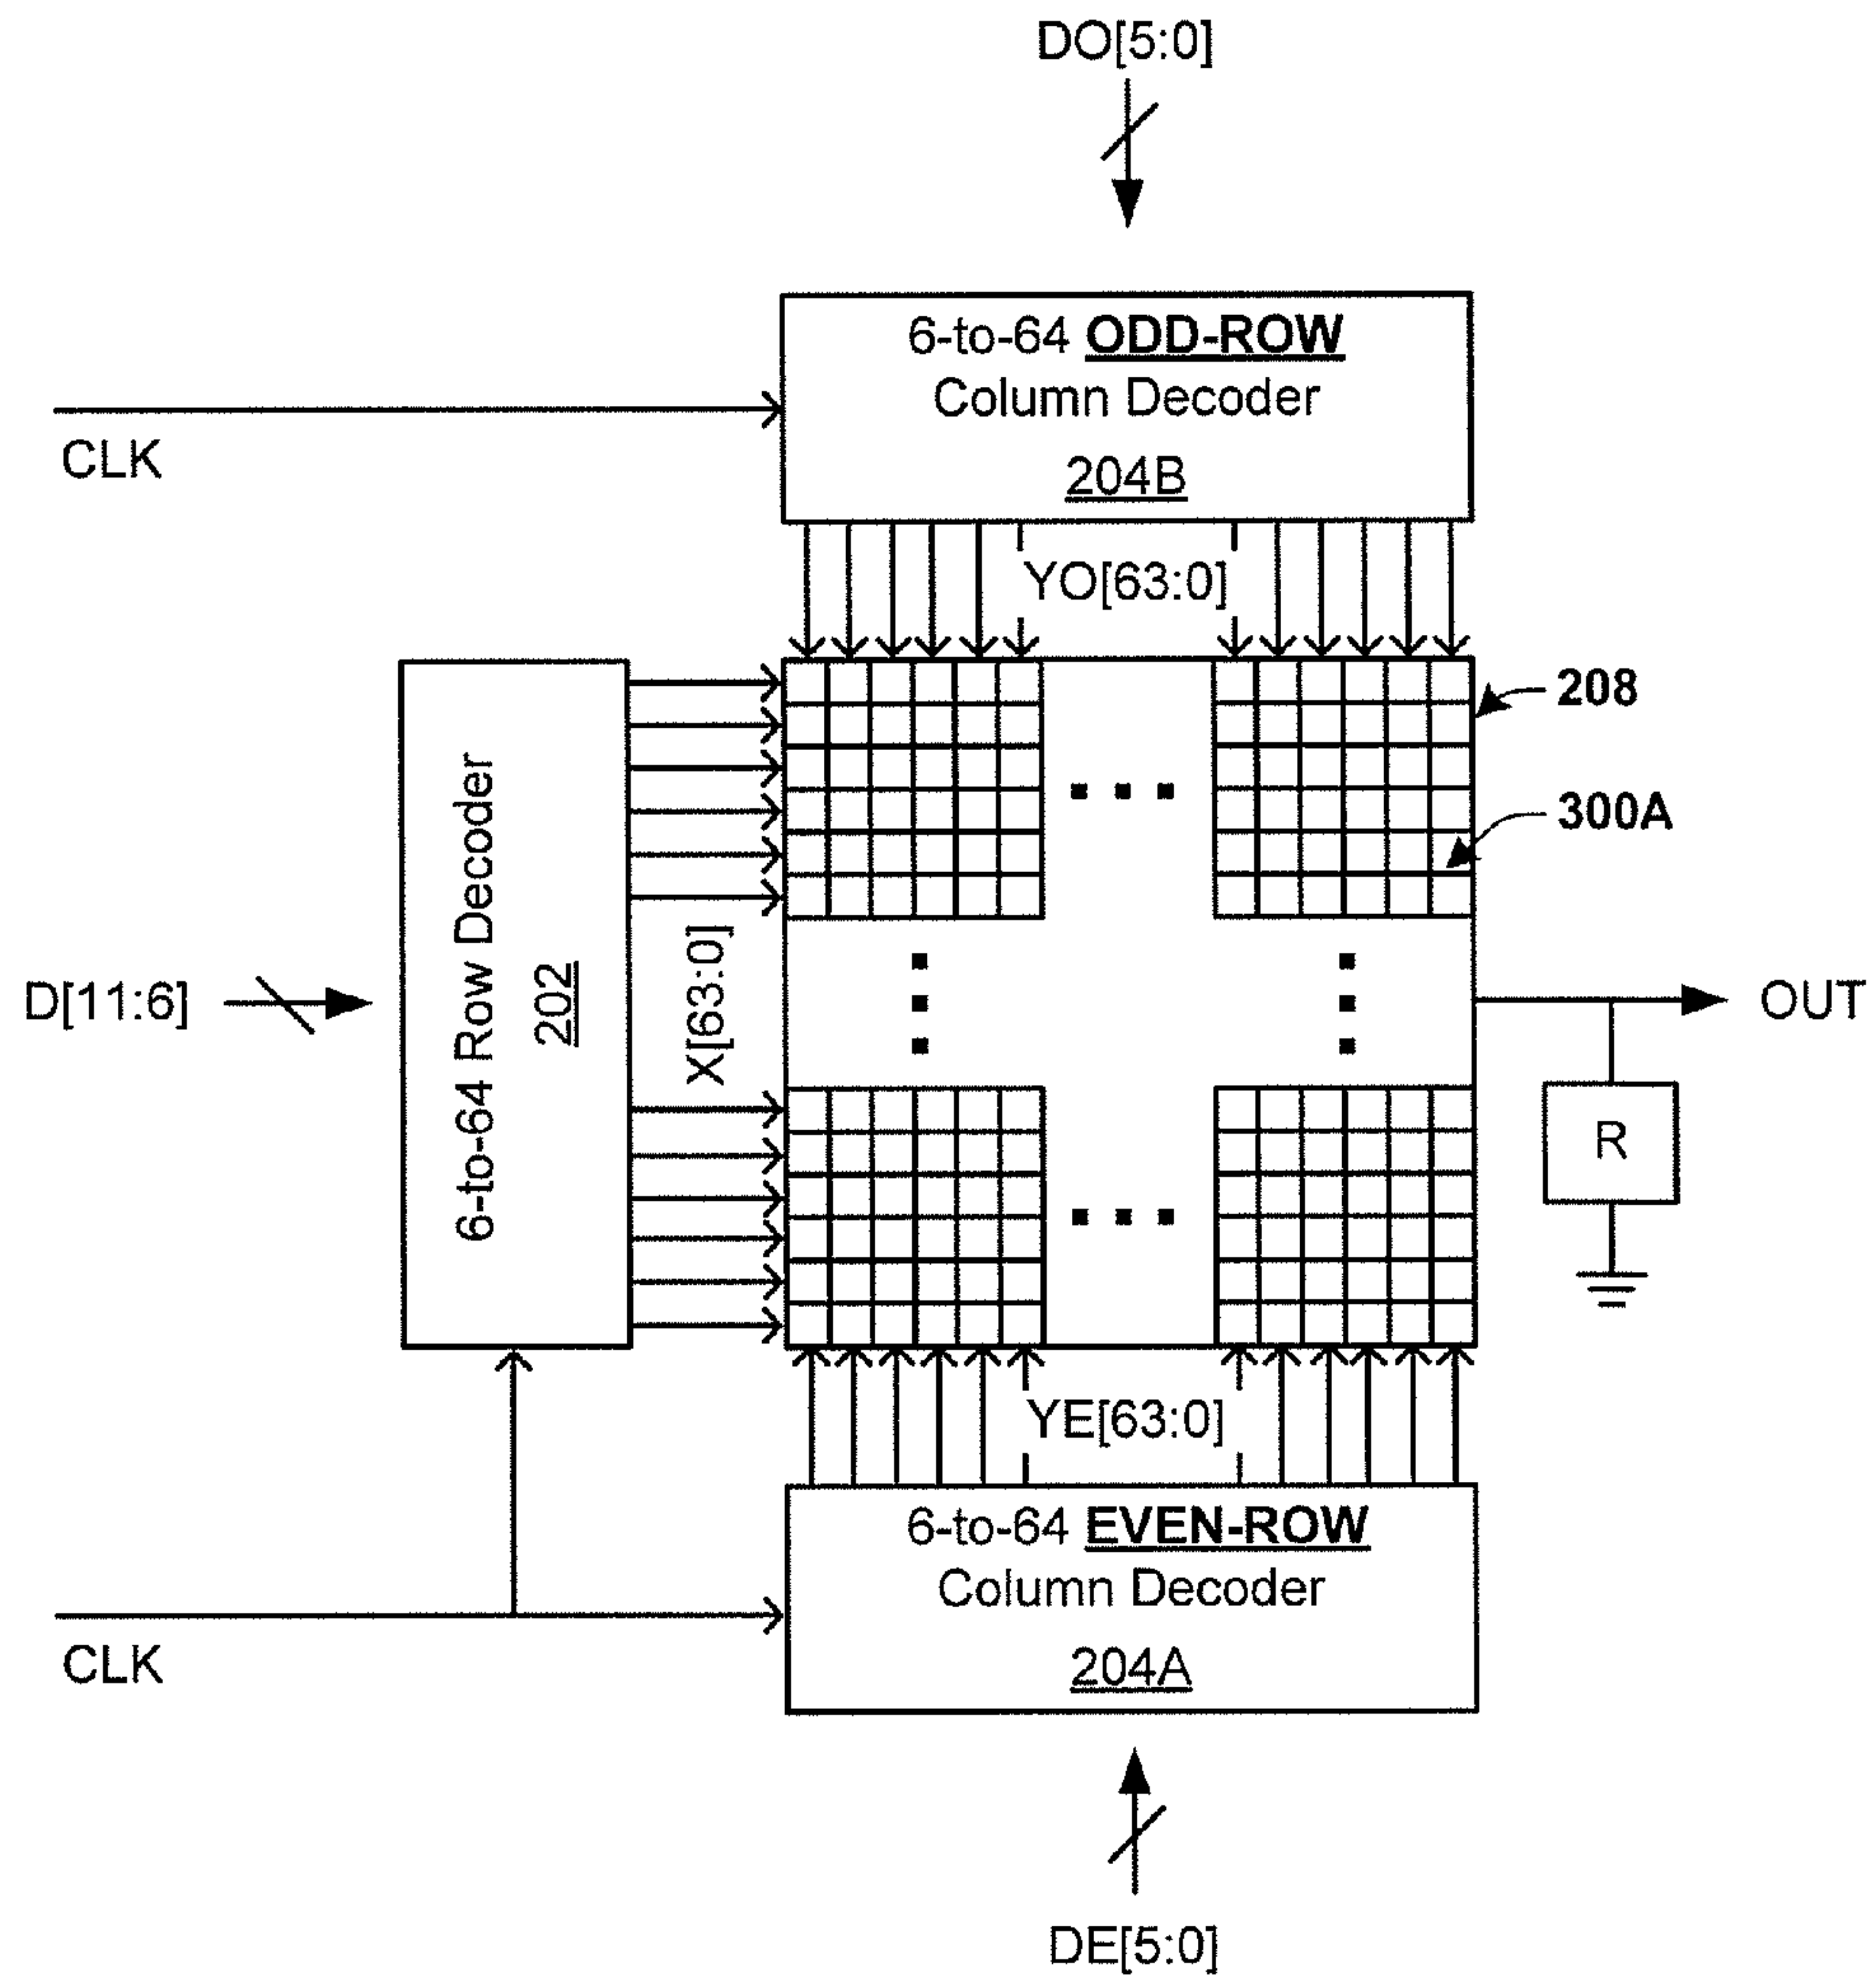 DO[5:0]
6-to-64 ODD-ROW
Column Decoder
204B
CLK
YO[63:0]
208
300A
6-to-64 Row Decoder
202
X[63:0]
D[11:6]
OUT
R
YE[63:0]
6-to-64 EVEN-ROW
Column Decoder
204A
CLK
DE[5:0]